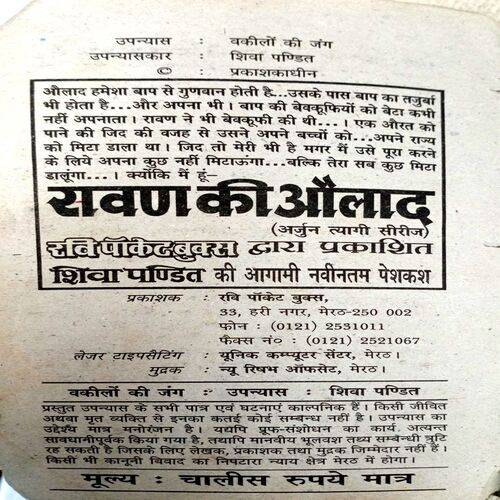 उपन्यास : वकीलों की जंग
उपन्यासकार : शिवा पण्डित
© : प्रकाशकाधीन
औलाद हमेशा बाप से गुणवान होती है...उसके पास बाप का तजुर्बा
भी होता है...और अपना भी। बाप की बेवकूफियों को बेटा कभी
नहीं अपनाता। रावण ने भी बेवकूफी की थी...। एक औरत को
पाने की जिद की वजह से उसने अपने बच्चों को...अपने राज्य
को मिटा डाला था। जिद तो मेरी भी है मगर मैं उसे पूरा करने
के लिये अपना कुछ नहीं मिटाऊंगा...बल्कि तेरा सब कुछ मिटा
डालूंगा...। क्योंकि मैं हूं-
रावण की औलाद
(अर्जुन त्यागी सीरीज)
रवि पॉकेट बुक्स द्वारा प्रकाशित
शिवा पण्डित की आगामी नवीनतम पेशकश
प्रकाशक : रवि पॉकेट बुक्स,
33, हरी नगर, मेरठ-250 002
फोन : (0121) 2531011
फैक्स नं० : (0121) 2521067
लेजर टाइपसैटिंग : यूनिक कम्प्यूटर सेंटर, मेरठ।
मुद्रक : न्यू रिषभ ऑफसेट, मेरठ।
वकीलों की जंग : उपन्यास : शिवा पण्डित
प्रस्तुत उपन्यास के सभी पात्र एवं घटनाएं काल्पनिक हैं। किसी जीवित
अथवा मृत व्यक्ति से इनका कतई कोई सम्बन्ध नहीं है। उपन्यास का
उद्देश्य मात्र मनोरंजन है। यद्यपि प्रूफ-संशोधन का कार्य अत्यन्त
सावधानीपूर्वक किया गया है, तथापि मानवीय भूलवश तथ्य सम्बन्धी त्रुटि
रह सकती है जिसके लिए लेखक, प्रकाशक तथा मुद्रक जिम्मेदार नहीं हैं।
किसी भी कानूनी विवाद का निपटारा न्याय क्षेत्र मेरठ में होगा।
मूल्य : चालीस रुपये मात्र